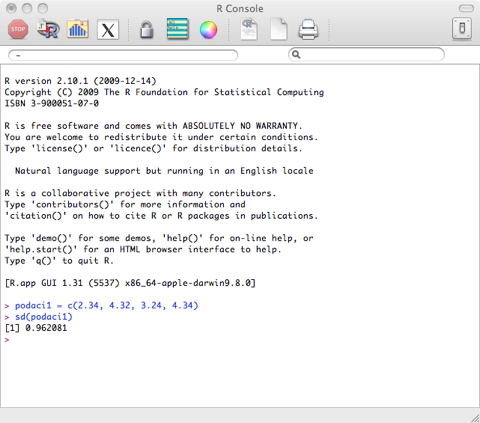 R Console
R version 2.10.1 (2009-12-14)
Copyright (C) 2009 The R Foundation for Statistical Computing
ISBN 3-900051-07-0
R is free software and comes with ABSOLUTELY NO WARRANTY.
You are welcome to redistribute it under certain conditions.
Type 'license()' or 'licence()' for distribution details.
Natural language support but running in an English locale
R is a collaborative project with many contributors.
Type 'contributors()' for more information and
'citation()' on how to cite R or R packages in publications.
Type 'demo()' for some demos, 'help()' for on-line help, or
'help.start()' for an HTML browser interface to help.
Type 'q()' to quit R.
[R.app GUI 1.31 (5537) x86_64-apple-darwin9.8.0]
> podaci1 = c(2.34, 4.32, 3.24, 4.34)
> sd(podaci1)
[1] 0.962081
>